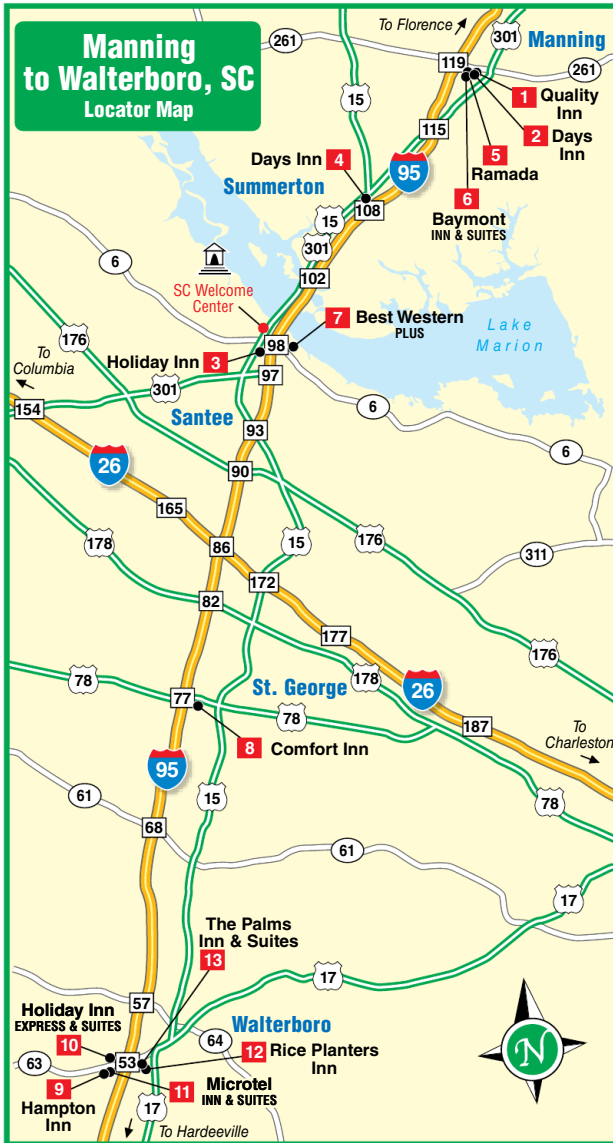 Manning
to Walterboro, SC
Locator Map
To Florence
301
Manning
261
119
261
15
1 Quality
Inn
2 Days
Inn
115
5
Ramada
Days Inn 4
95
Summerton
6
Baymont
INN & SUITES
108
15
301
6
102
SC Welcome
Center
7 Best Western
PLUS
Lake
Marion
176
98
Holiday Inn 3
To
Columbia
97
301
154
6
Santee
93
6
26
90
165
178
86
15
176
311
172
82
177
176
78
St. George
178
26
77
78
187
To
Charleston
8 Comfort Inn
95
61
15
78
68
61
17
The Palms
Inn & Suites
13
17
57
Holiday Inn
EXPRESS & SUITES
Walterboro
64
10
63
53
12 Rice Planters
Inn
9
Hampton
Inn
11 Microtel
INN & SUITES
17
To Hardeeville
N